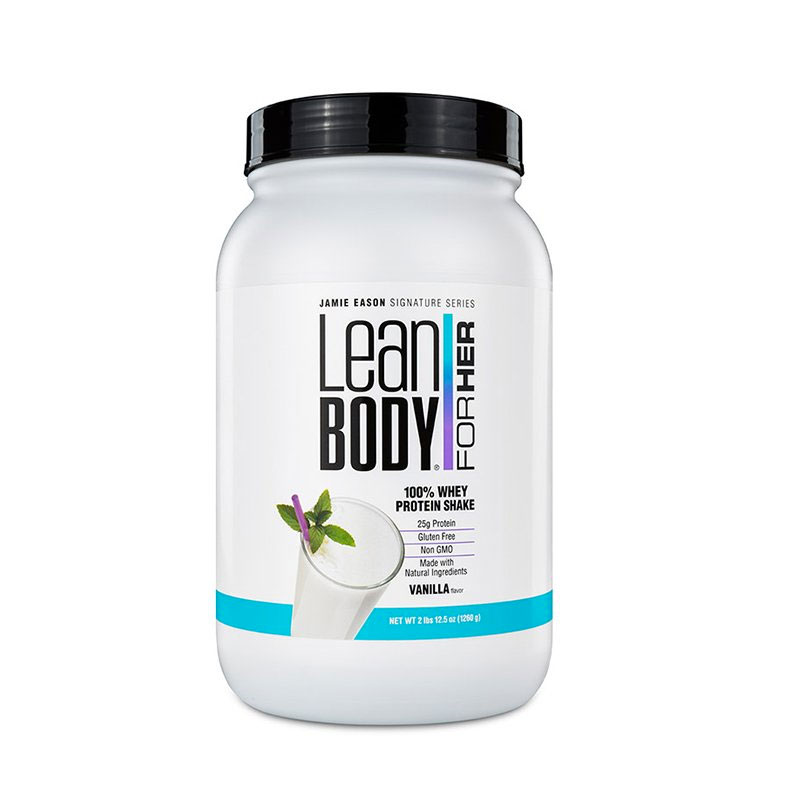 JAMIE EASON SIGNATURE SERIES
Lean
BODY®
FOR HER
100% WHEY
PROTEIN SHAKE
25g Protein
Gluten Free
Non GMO
Made with
Natural Ingredients
VANILLA flavor
NET WT 2 lbs 12.5 oz (1260 g)